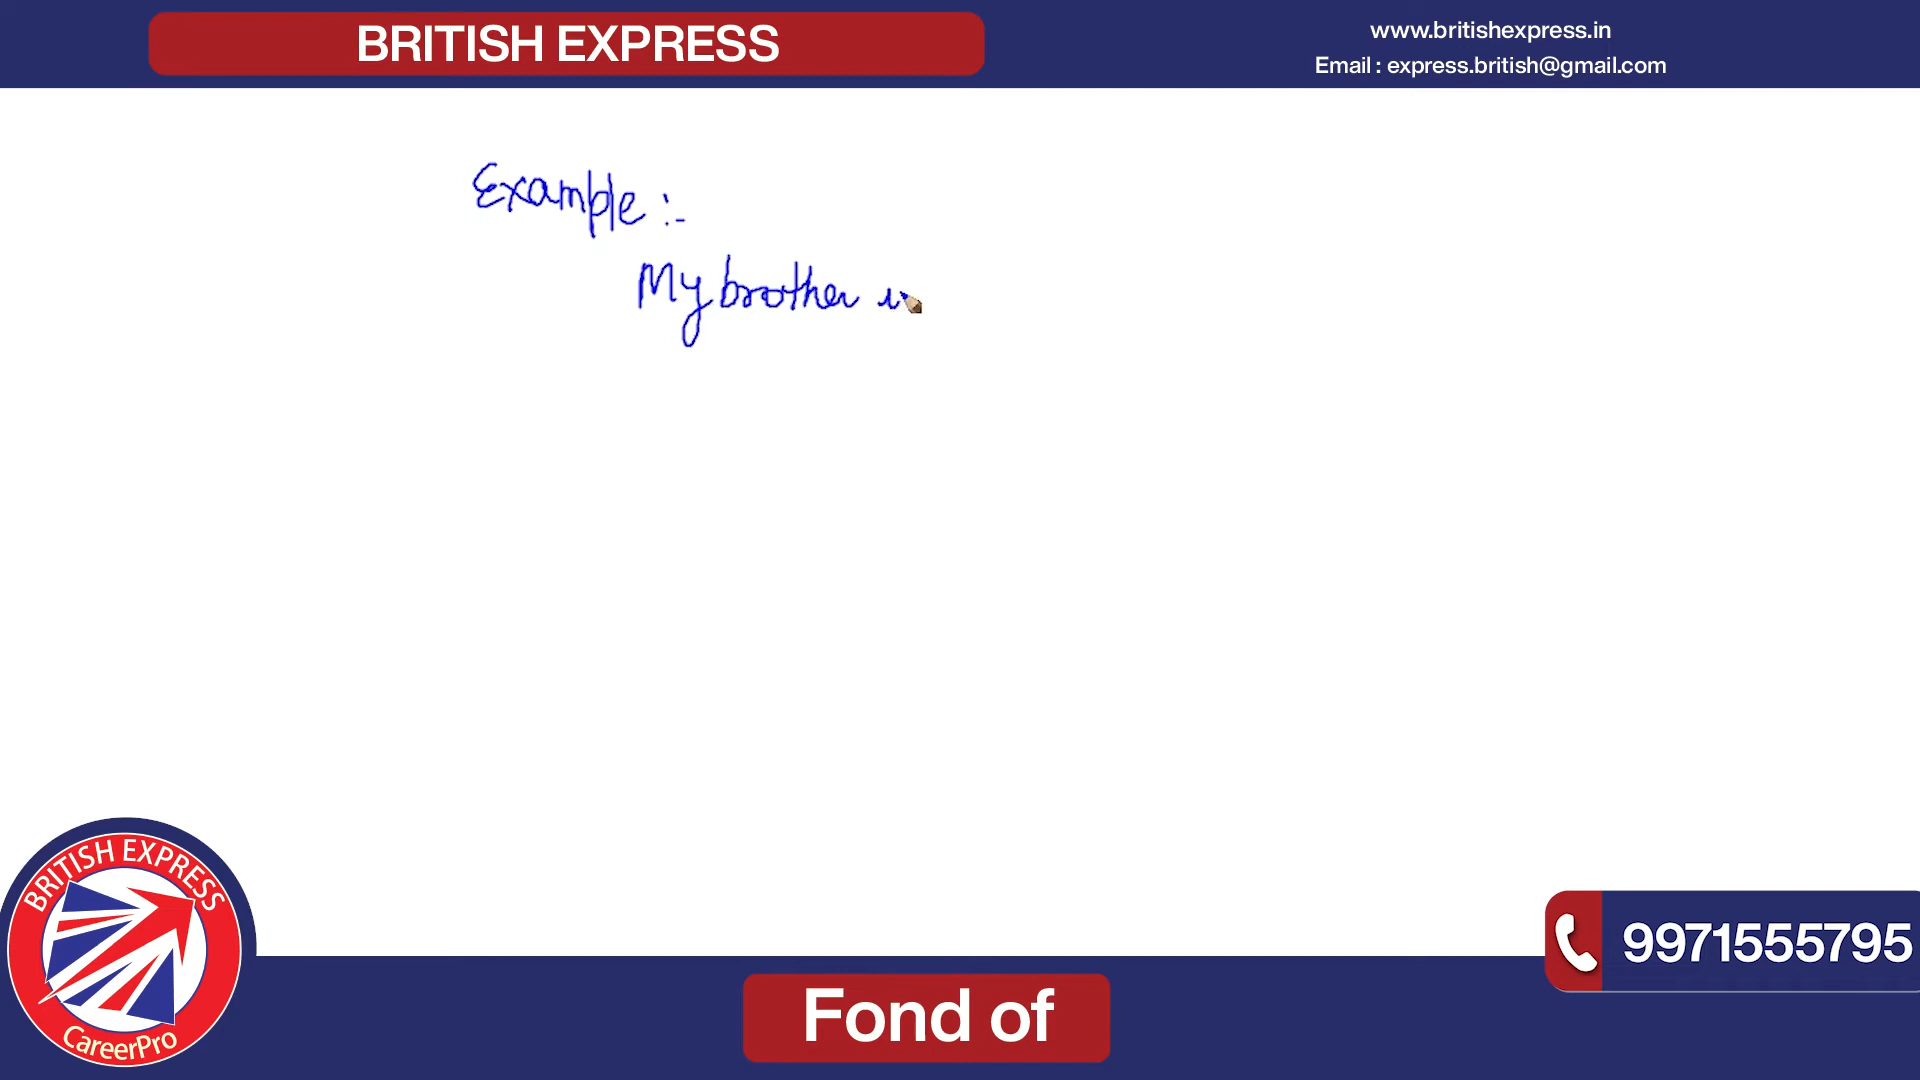 BRITISH EXPRESS
www.britishexpress.in
Email : express.british@gmail.com
Example :-
My brother
BRITISH EXPRESS
CareerPro
9971555795
Fond of